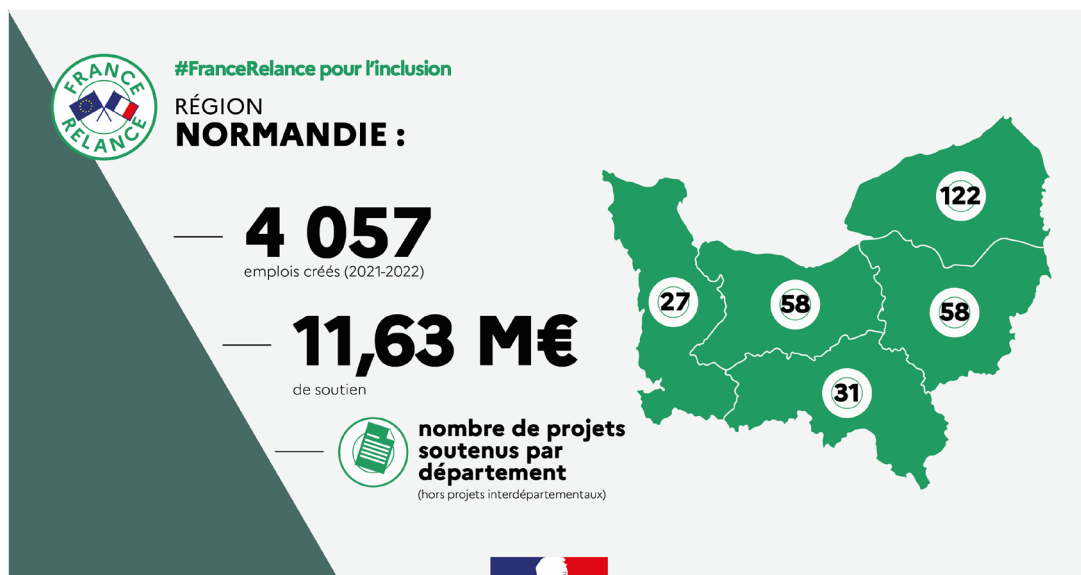 FRANCE
RELANCE
#FranceRelance pour l'inclusion
RÉGION
NORMANDIE :
4 057
emplois créés (2021-2022)
11,63 M€
de soutien
nombre de projets
soutenus par
département
(hors projets interdépartementaux)
122
27
58
58
31